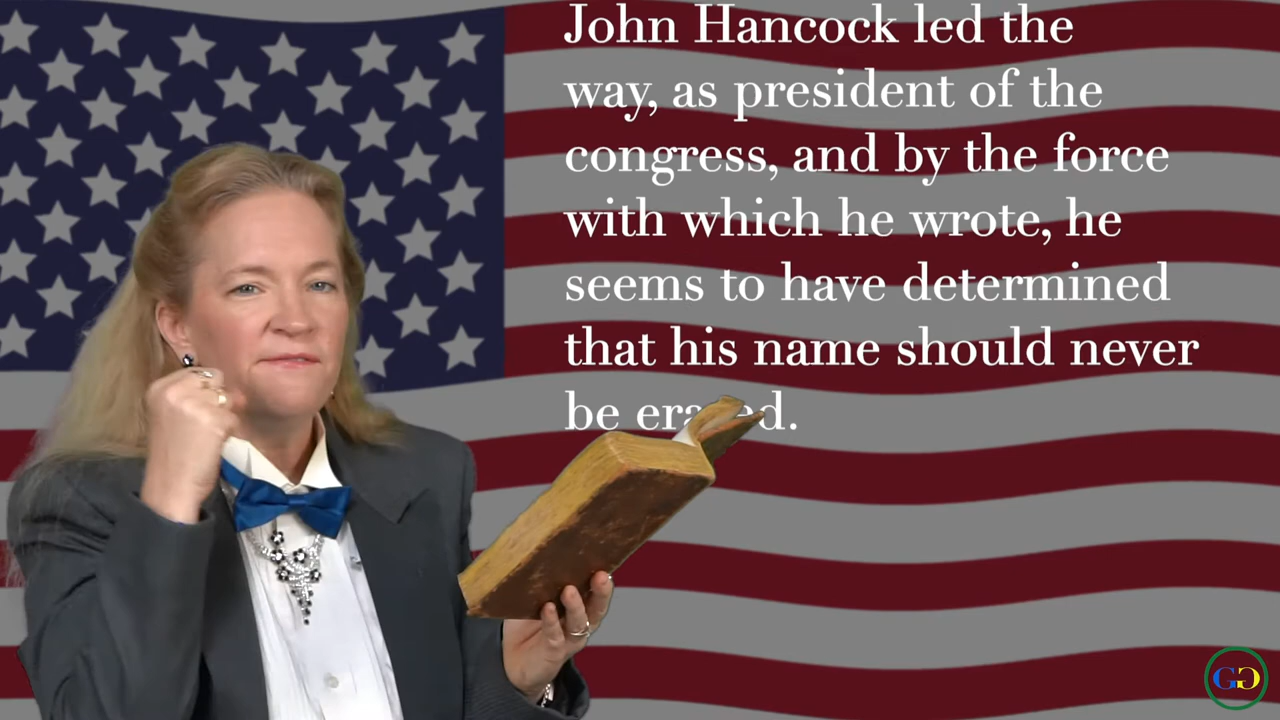 John Hancock led the
way, as president of the
congress, and by the force
with which he wrote, he
seems to have determined
that his name should never
be
GG